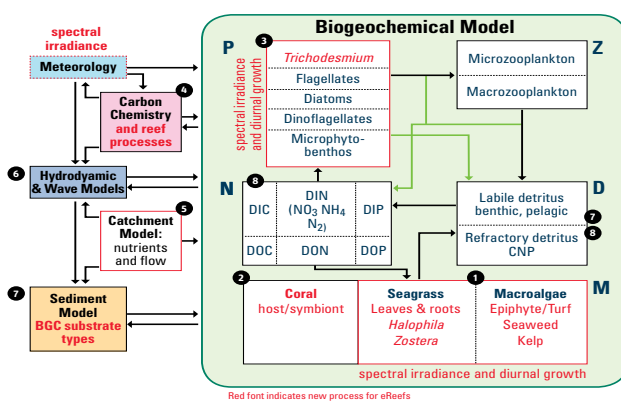 Biogeochemical Model
spectral
irradiance
Meteorology
4
Carbon
Chemistry
and reef
processes
6
Hydrodyamic
& Wave Models
5
Catchment
Model:
nutrients
and flow
7
Sediment
Model
BGC substrate
types
P
3
spectral irradiance
and diurnal growth
Trichodesmium
Flagellates
Diatoms
Dinoflagellates
Microphyto-
benthos
Z
Microzooplankton
Macrozooplankton
N
8
DIC
DIN
(NO3 NH4
N2)
DIP
DOC
DON
DOP
D
Labile detritus
benthic, pelagic
7
Refractory detritus
CNP
8
M
2
Coral
host/symbiont
Seagrass
Leaves & roots
Halophila
Zostera
1
Macroalgae
Epiphyte/Turf
Seaweed
Kelp
spectral irradiance and diurnal growth
Red font indicates new process for eReefs